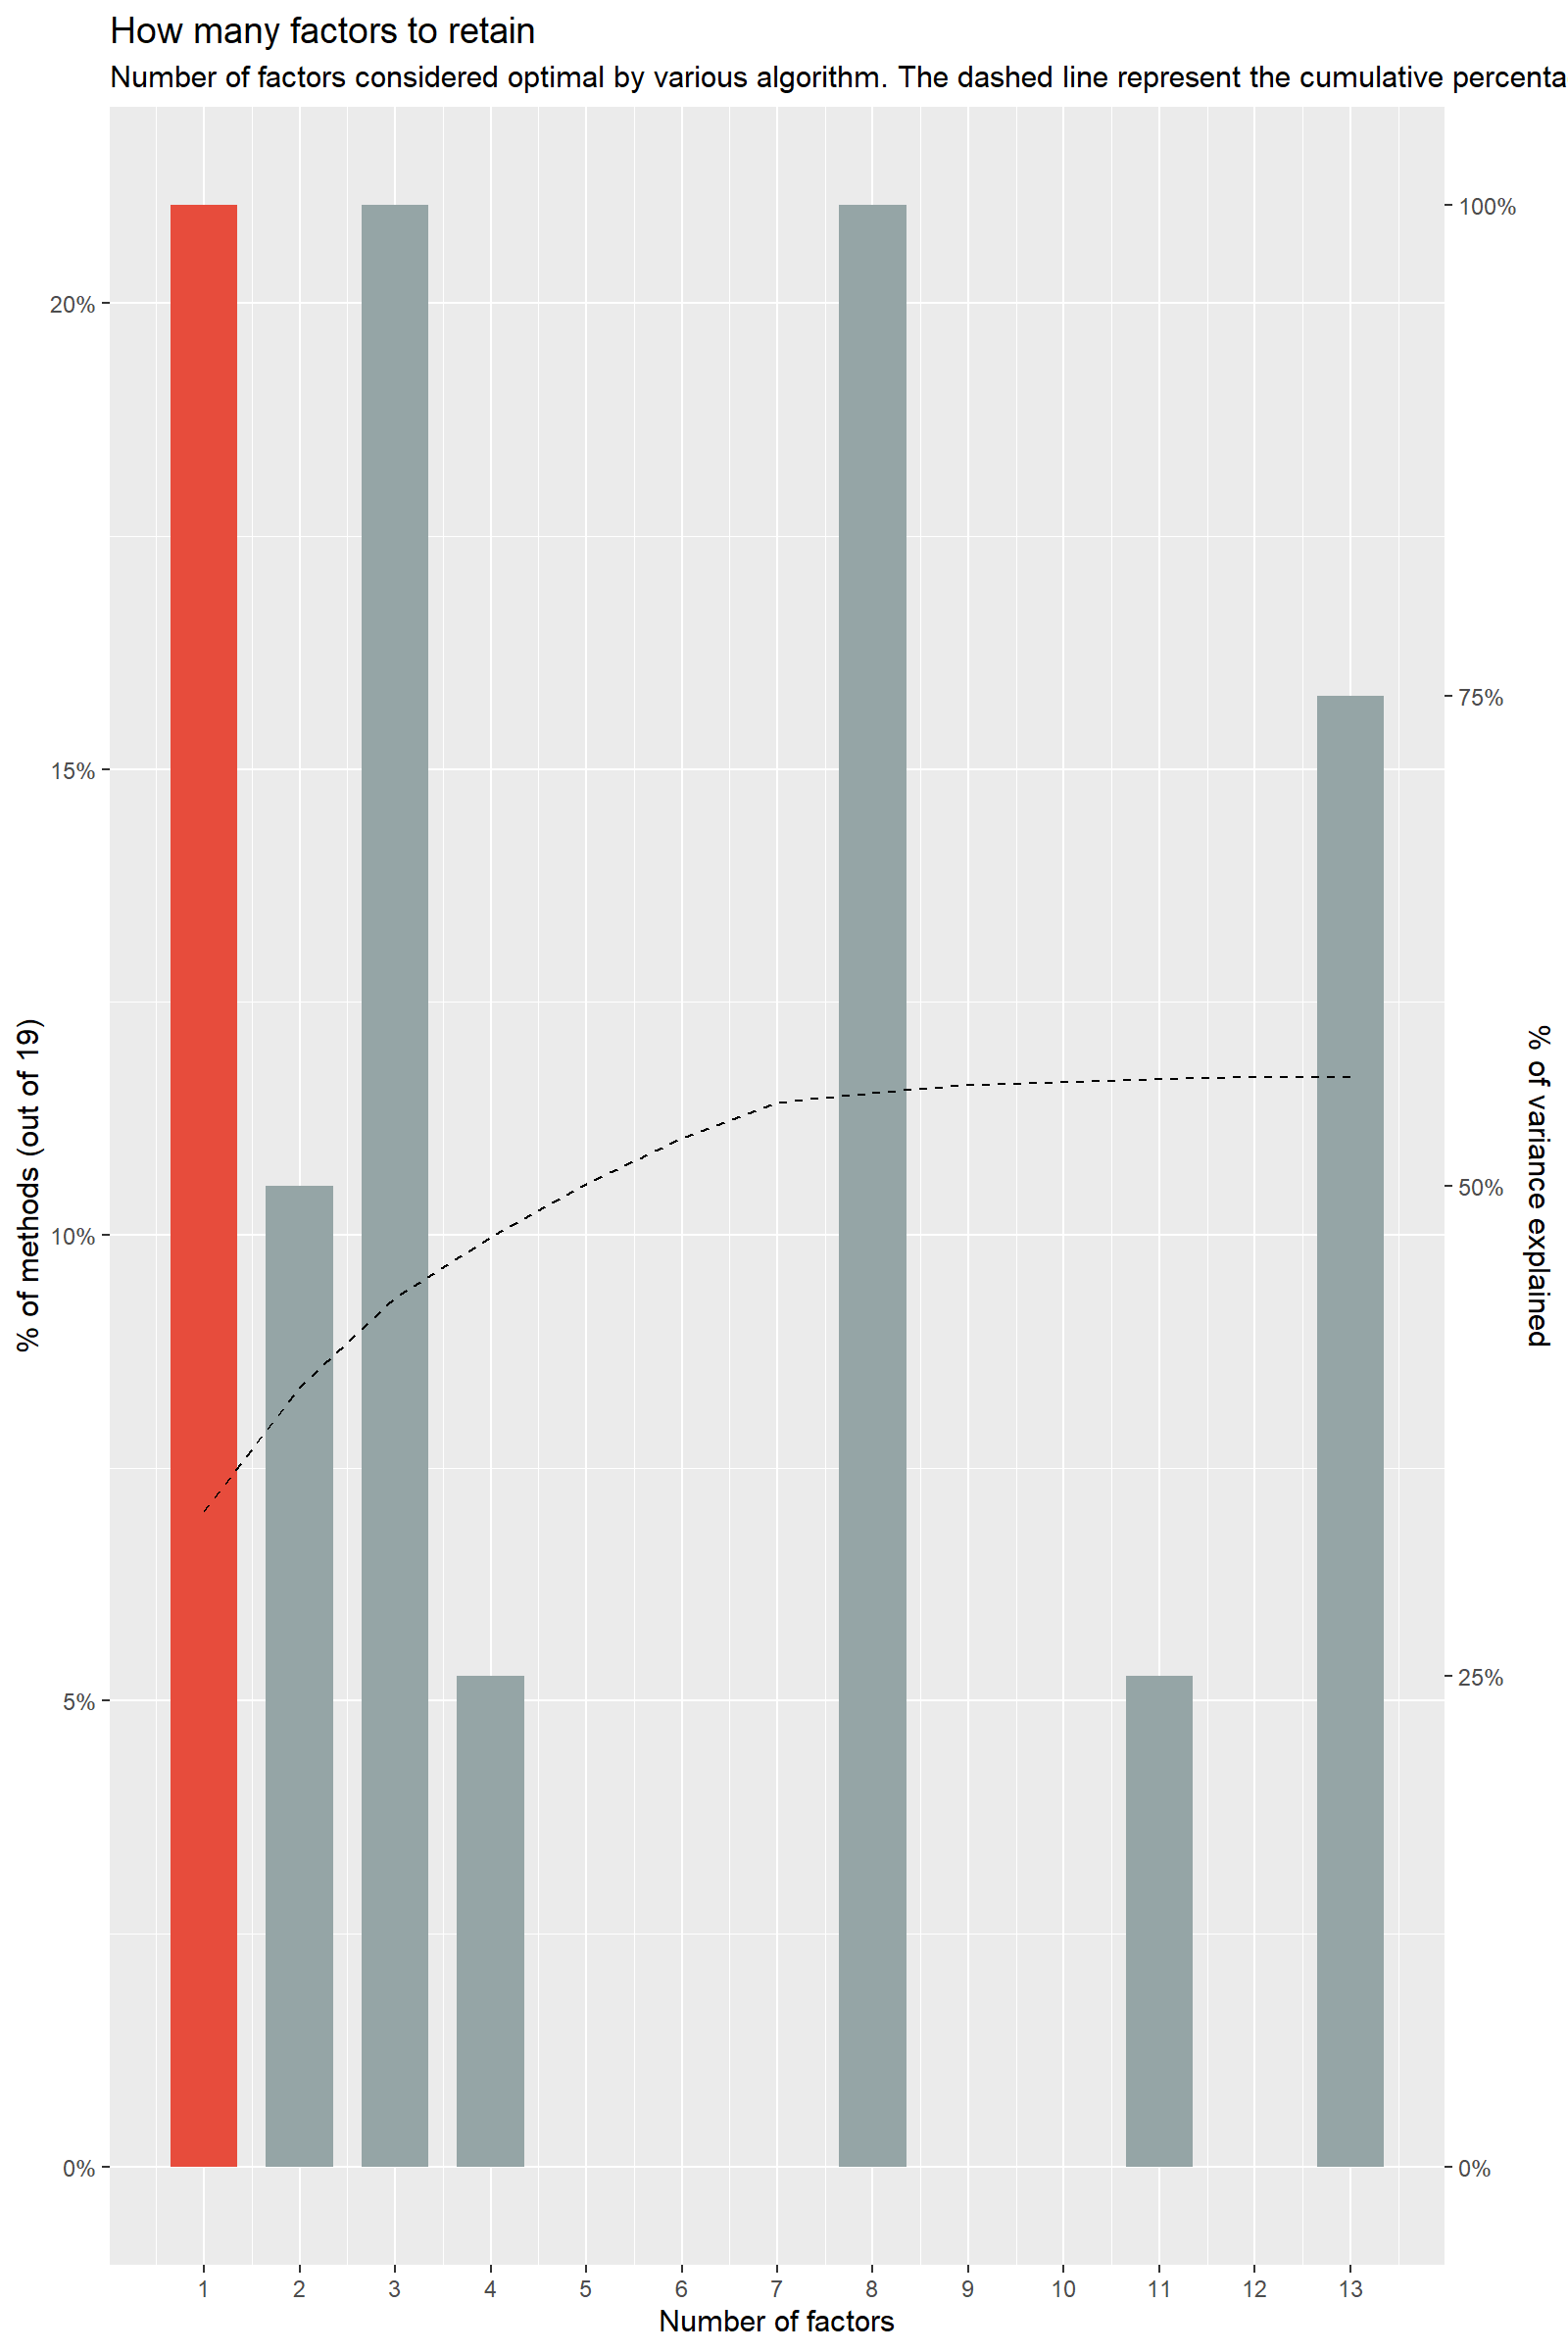 How many factors to retain
Number of factors considered optimal by various algorithm. The dashed line represent the cumulative percenta
% of methods (out of 19)
20%
15%
10%
5%
0%
100%
75%
50%
25%
0%
% of variance explained
1 2 3 4 5 6 7 8 9 10 11 12 13
Number of factors